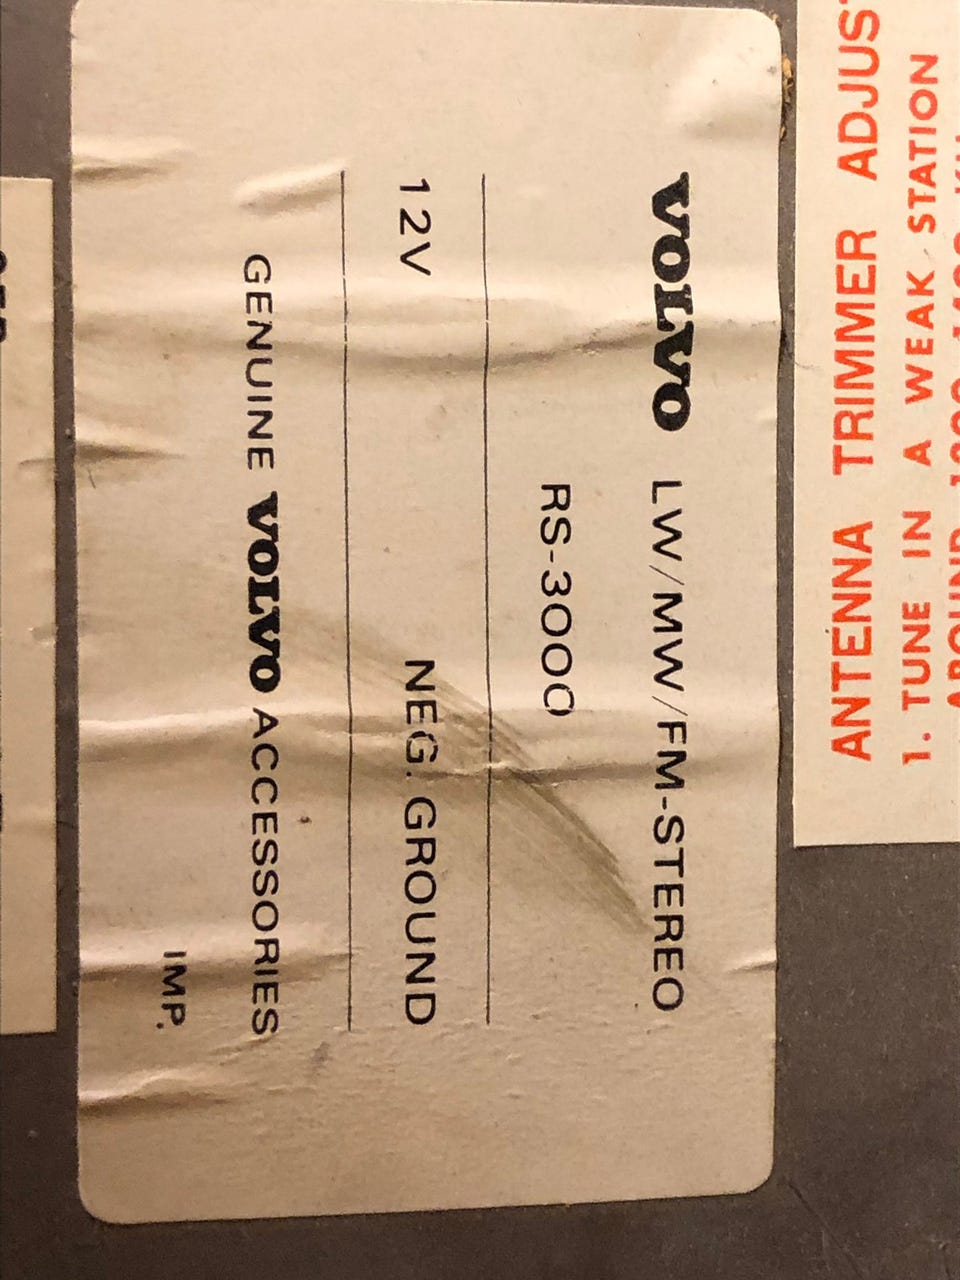 VOLVO LW/MW/FM-STEREO
RS-3000
12V NEG. GROUND
GENUINE VOLVO ACCESSORIES
IMP.
ANTENNA TRIMMER
1. TUNE IN A WEAK STATION